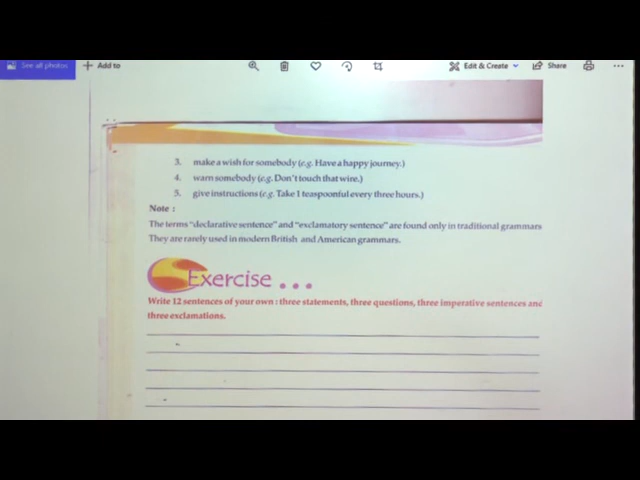 See all photos + Add to Edit & Create Share
3. make a wish for somebody (e.g. Have a happy journey.)
4. warn somebody (e.g. Don't touch that wire.)
5. give instructions (e.g. Take 1 teaspoonful every three hours.)
Note :
The terms "declarative sentence" and "exclamatory sentence" are found only in traditional grammars
They are rarely used in modern British and American grammars.
Exercise ...
Write 12 sentences of your own : three statements, three questions, three imperative sentences and
three exclamations.